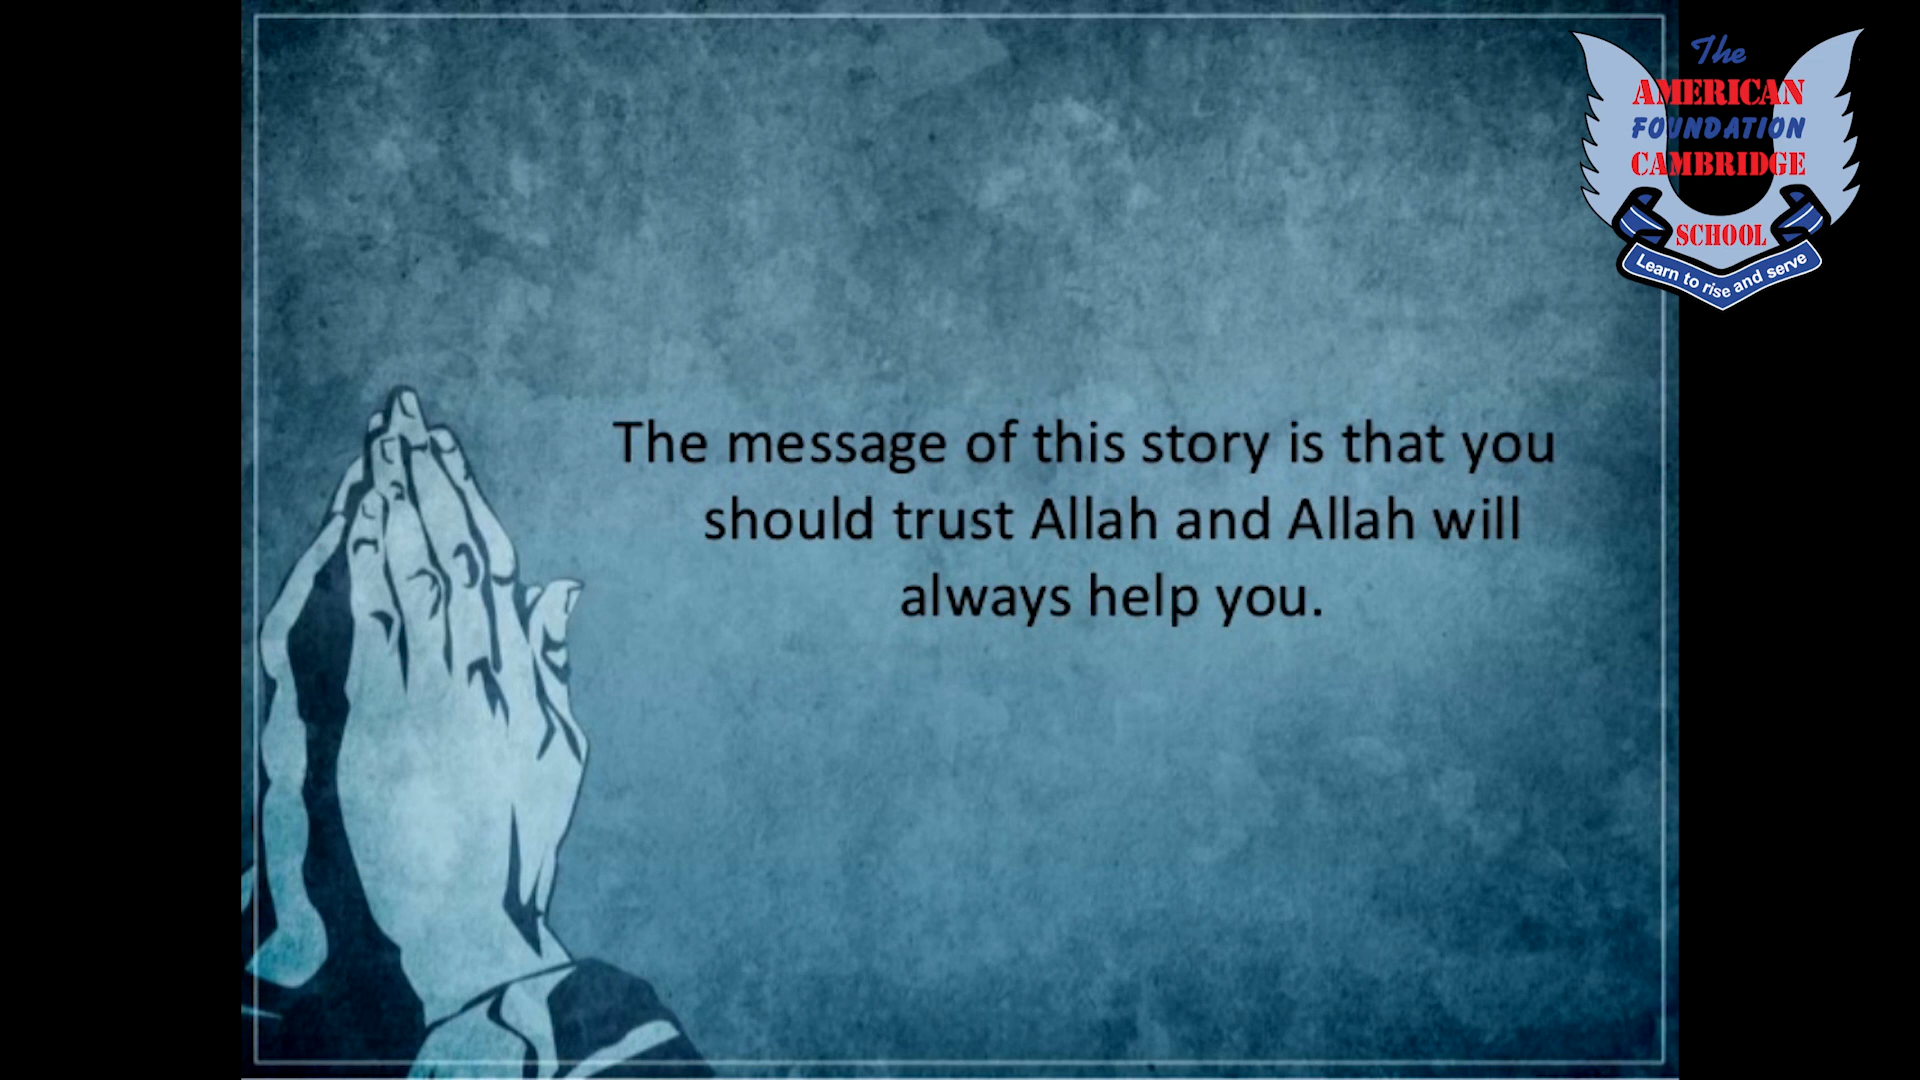 The
AMERICAN
FOUNDATION
CAMBRIDGE
SCHOOL
Learn to rise and serve
The message of this story is that you
should trust Allah and Allah will
always help you.